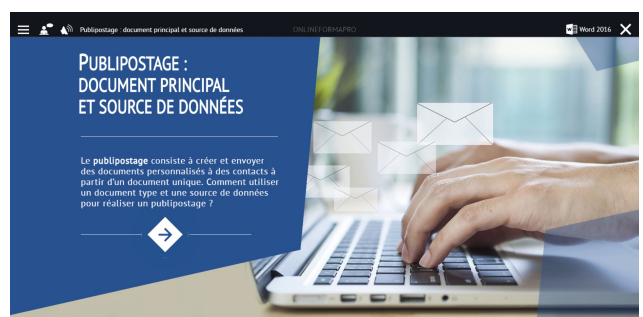 Publipostage : document principal et source de données
ONLINEFORMAPRO
Word 2016
PUBLIPOSTAGE :
DOCUMENT PRINCIPAL
ET SOURCE DE DONNÉES
Le publipostage consiste à créer et envoyer
des documents personnalisés à des contacts à
partir d'un document unique. Comment utiliser
un document type et une source de données
pour réaliser un publipostage ?